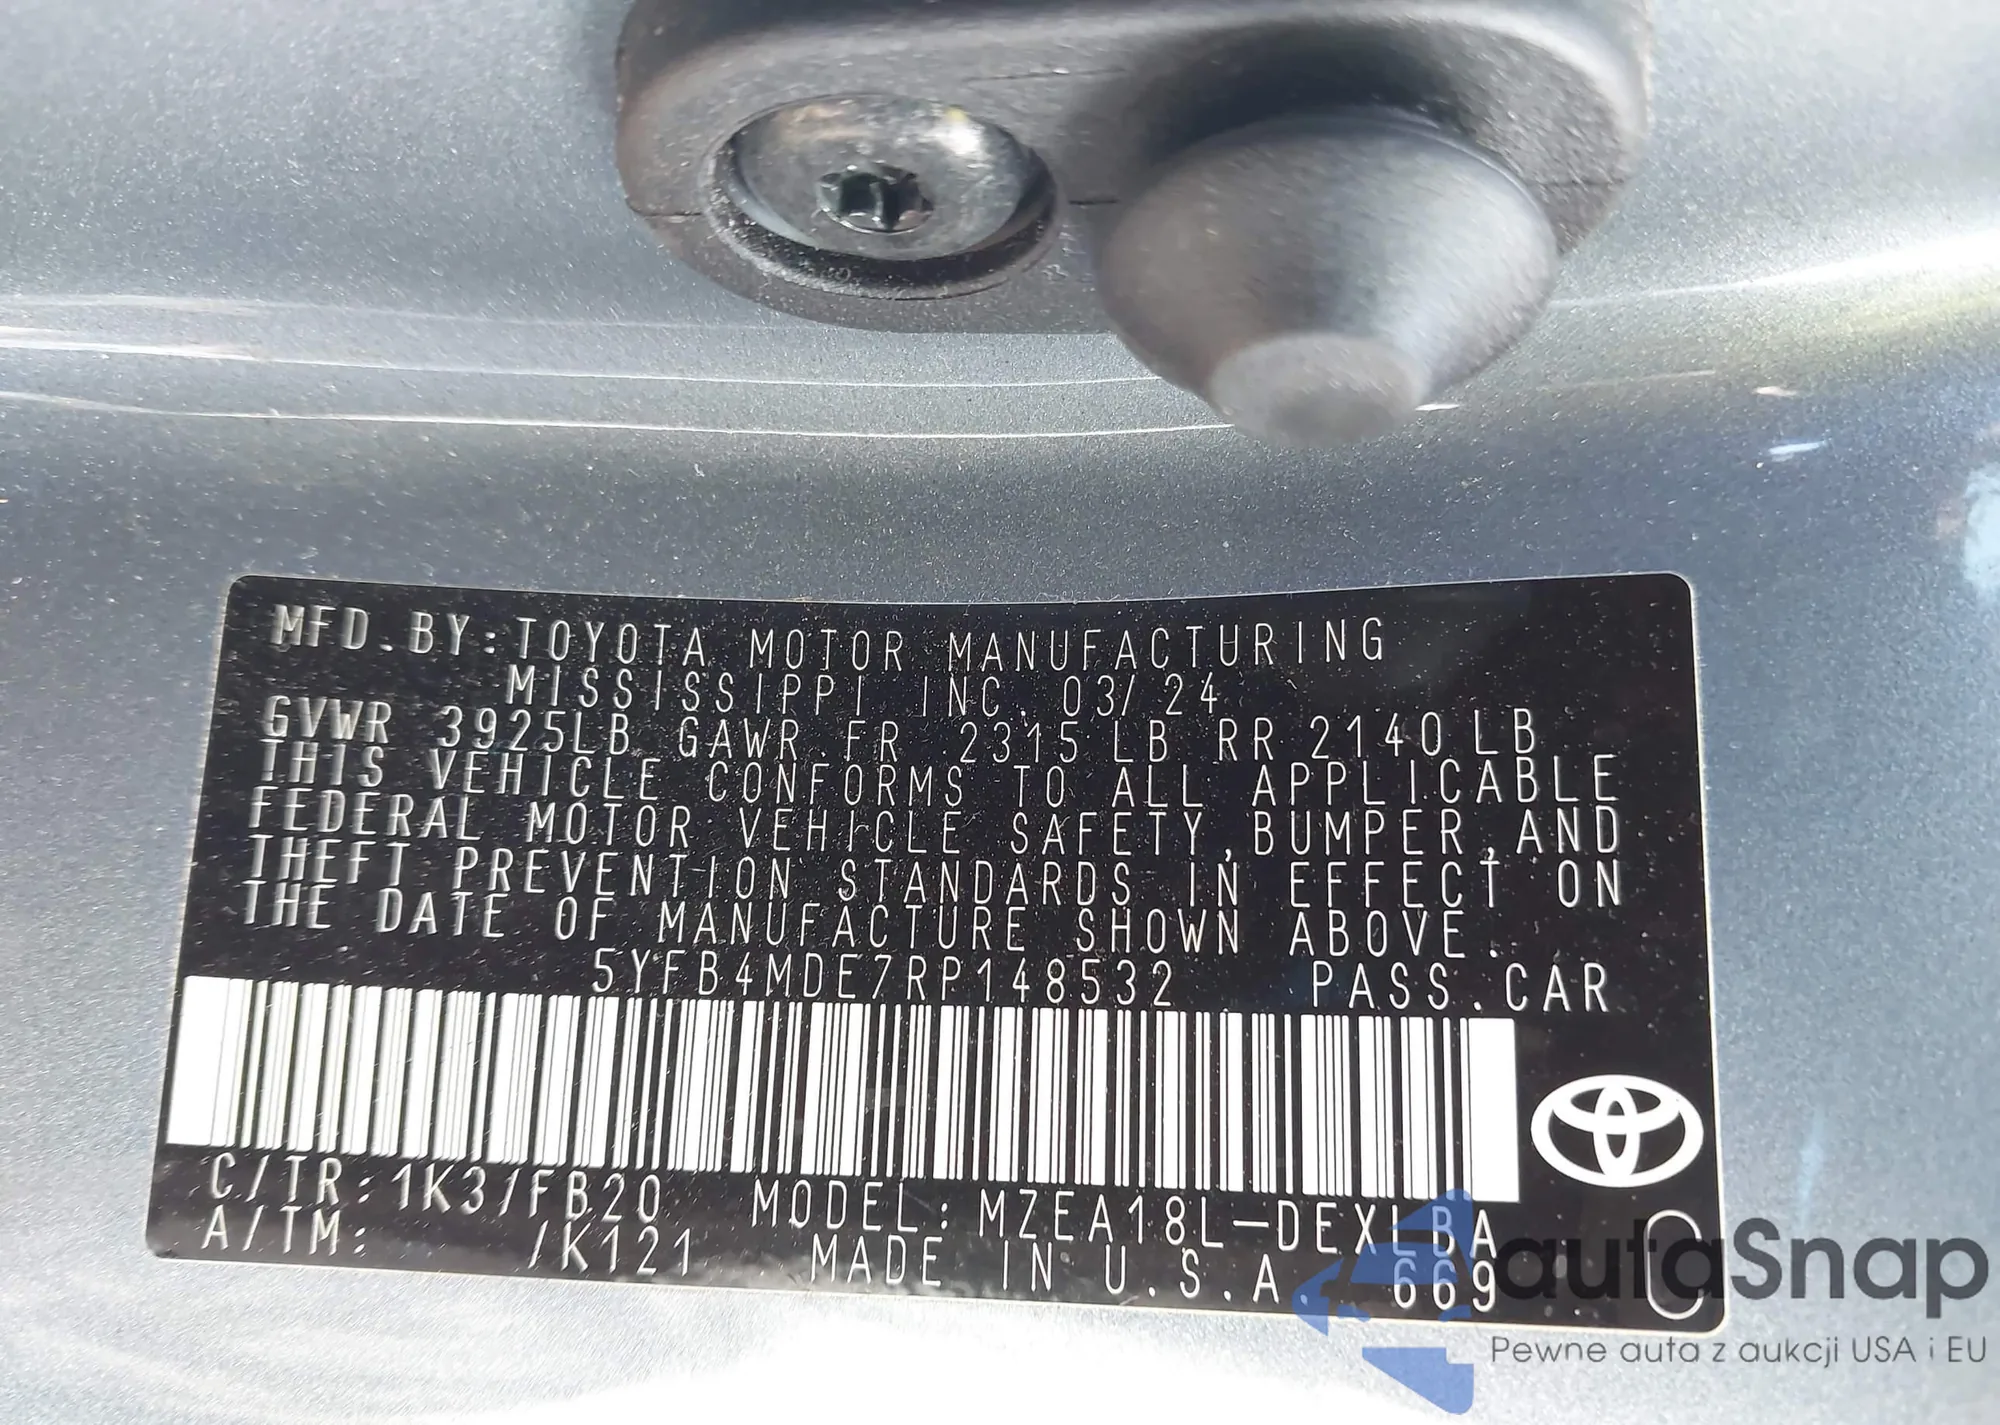 MFD.BY:TOYOTA MOTOR MANUFACTURING
MISSISSIPPI INC. 03/24
GVWR 3925LB GAWR FR 2315 LB RR 2140 LB
THIS VEHICLE CONFORMS TO ALL APPLICABLE
FEDERAL MOTOR VEHICLE SAFETY, BUMPER, AND
THEFT PREVENTION STANDARDS IN EFFECT ON
THE DATE OF MANUFACTURE SHOWN ABOVE.
5YFB4MDE7RP148532 PASS.CAR
C/TR: 1K3/FB20 MODEL: MZEA18L-DEXLBA
A/TM: /K121 MADE IN U.S.A. 669
autaSnap
Pewne auta z aukcji USA i EU